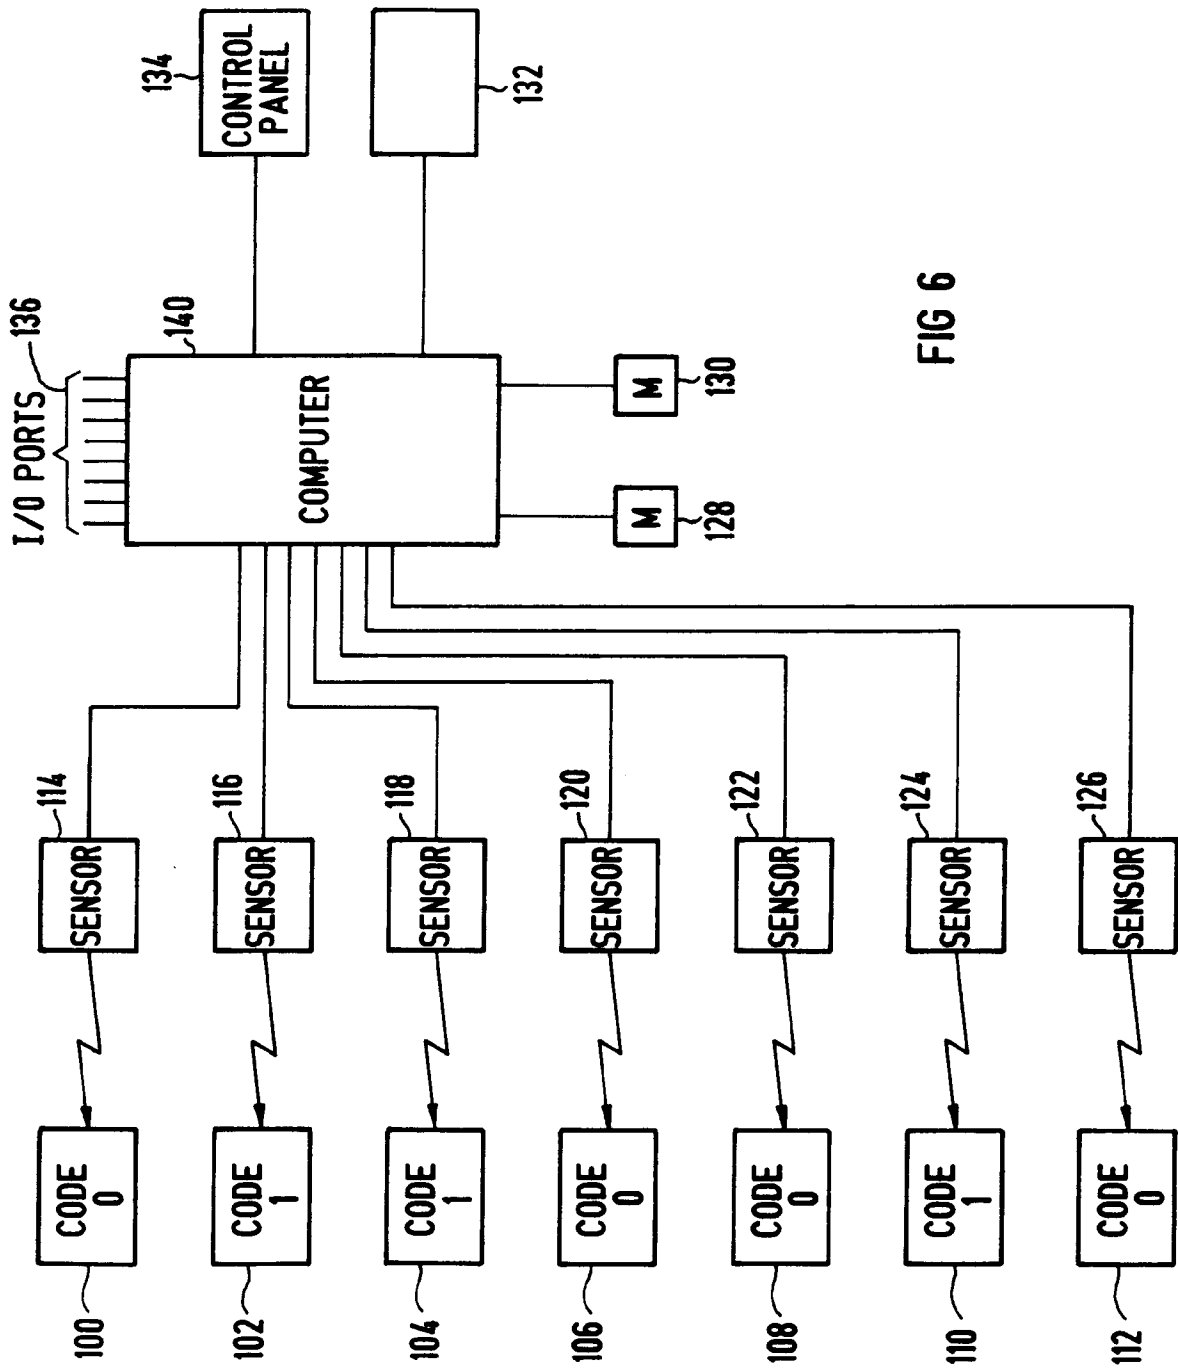 I/O PORTS
136
140
COMPUTER
134
CONTROL
PANEL
132
128
M
130
M
114
SENSOR
116
SENSOR
118
SENSOR
120
SENSOR
122
SENSOR
124
SENSOR
126
SENSOR
100
CODE
0
102
CODE
1
104
CODE
1
106
CODE
0
108
CODE
0
110
CODE
1
112
CODE
0
FIG 6